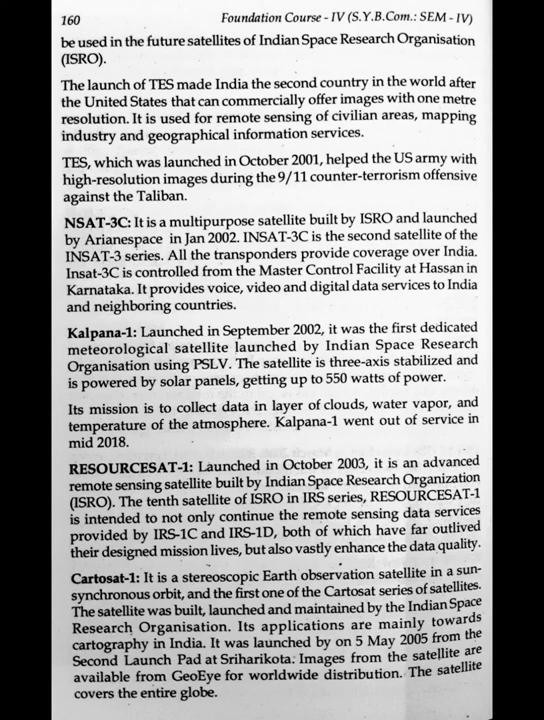 160 Foundation Course - IV (S.Y.B.Com.: SEM - IV)
be used in the future satellites of Indian Space Research Organisation
(ISRO).
The launch of TES made India the second country in the world after
the United States that can commercially offer images with one metre
resolution. It is used for remote sensing of civilian areas, mapping
industry and geographical information services.
TES, which was launched in October 2001, helped the US army with
high-resolution images during the 9/11 counter-terrorism offensive
against the Taliban.
NSAT-3C: It is a multipurpose satellite built by ISRO and launched
by Arianespace in Jan 2002. INSAT-3C is the second satellite of the
INSAT-3 series. All the transponders provide coverage over India.
Insat-3C is controlled from the Master Control Facility at Hassan in
Karnataka. It provides voice, video and digital data services to India
and neighboring countries.
Kalpana-1: Launched in September 2002, it was the first dedicated
meteorological satellite launched by Indian Space Research
Organisation using PSLV. The satellite is three-axis stabilized and
is powered by solar panels, getting up to 550 watts of power.
Its mission is to collect data in layer of clouds, water vapor, and
temperature of the atmosphere. Kalpana-1 went out of service in
mid 2018.
RESOURCESAT-1: Launched in October 2003, it is an advanced
remote sensing satellite built by Indian Space Research Organization
(ISRO). The tenth satellite of ISRO in IRS series, RESOURCESAT-1
is intended to not only continue the remote sensing data services
provided by IRS-1C and IRS-1D, both of which have far outlived
their designed mission lives, but also vastly enhance the data quality.
Cartosat-1: It is a stereoscopic Earth observation satellite in a sun-
synchronous orbit, and the first one of the Cartosat series of satellites.
The satellite was built, launched and maintained by the Indian Space
Research Organisation. Its applications are mainly towards
cartography in India. It was launched by on 5 May 2005 from the
Second Launch Pad at Sriharikota. Images from the satellite are
available from GeoEye for worldwide distribution. The satellite
covers the entire globe.